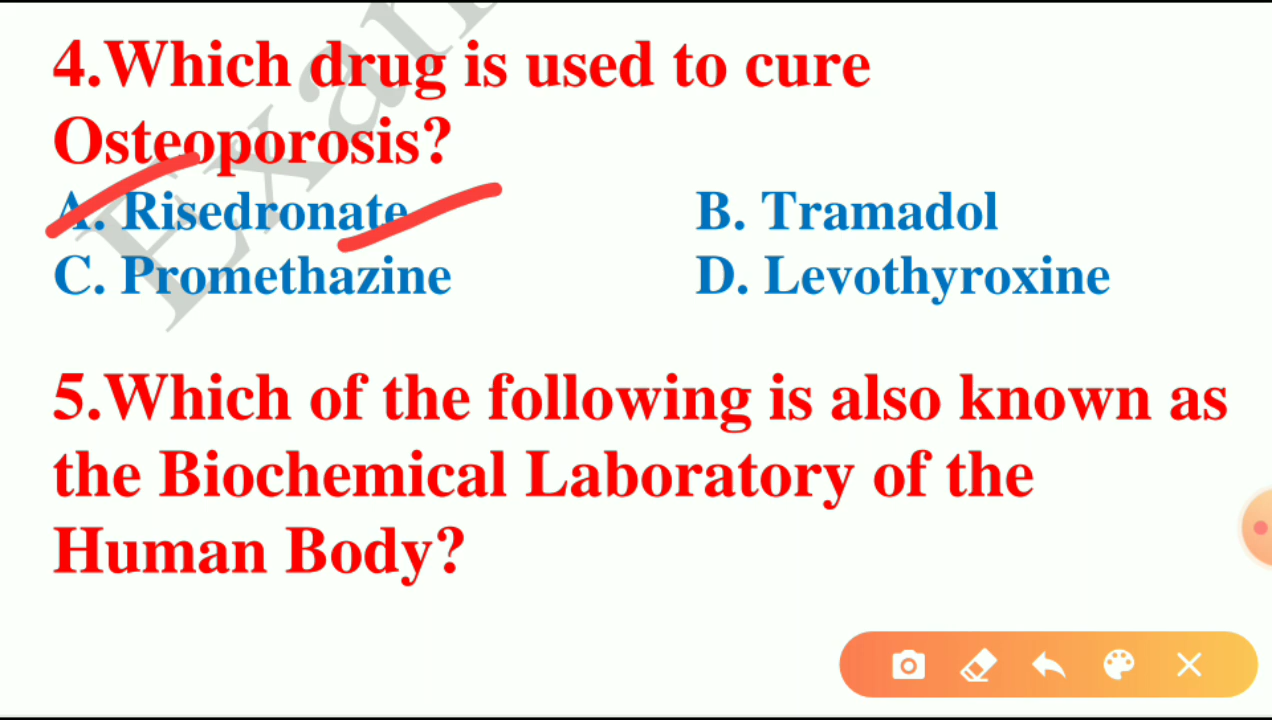 4.Which drug is used to cure
Osteoporosis?
A. Risedronate B. Tramadol
C. Promethazine D. Levothyroxine
5.Which of the following is also known as
the Biochemical Laboratory of the
Human Body?
Exam